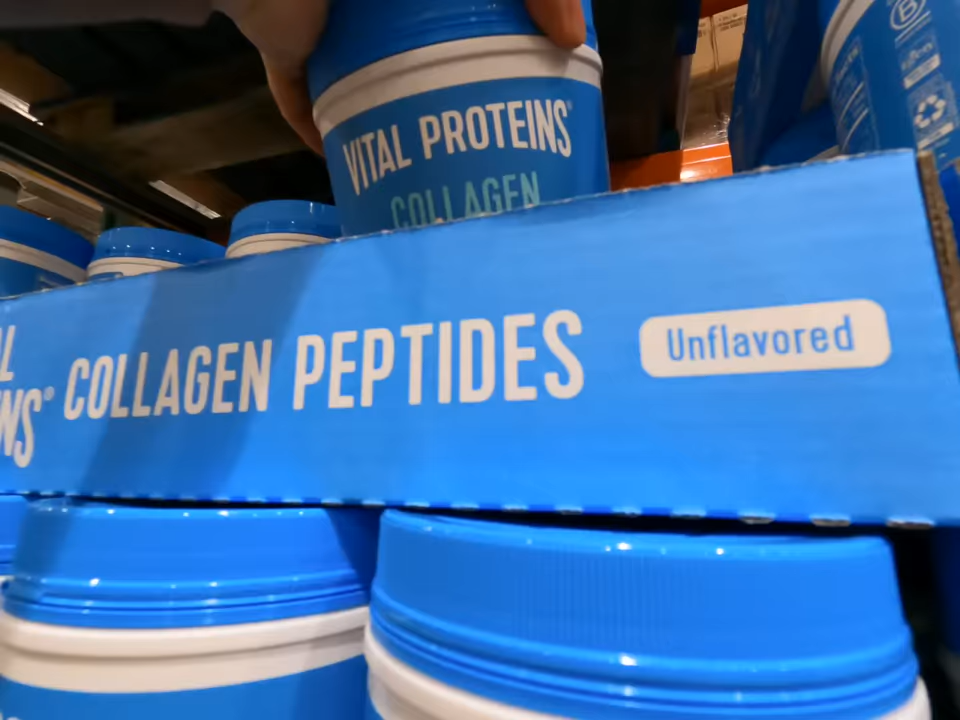 VITAL PROTEINS®
COLLAGEN
COLLAGEN PEPTIDES
Unflavored
B